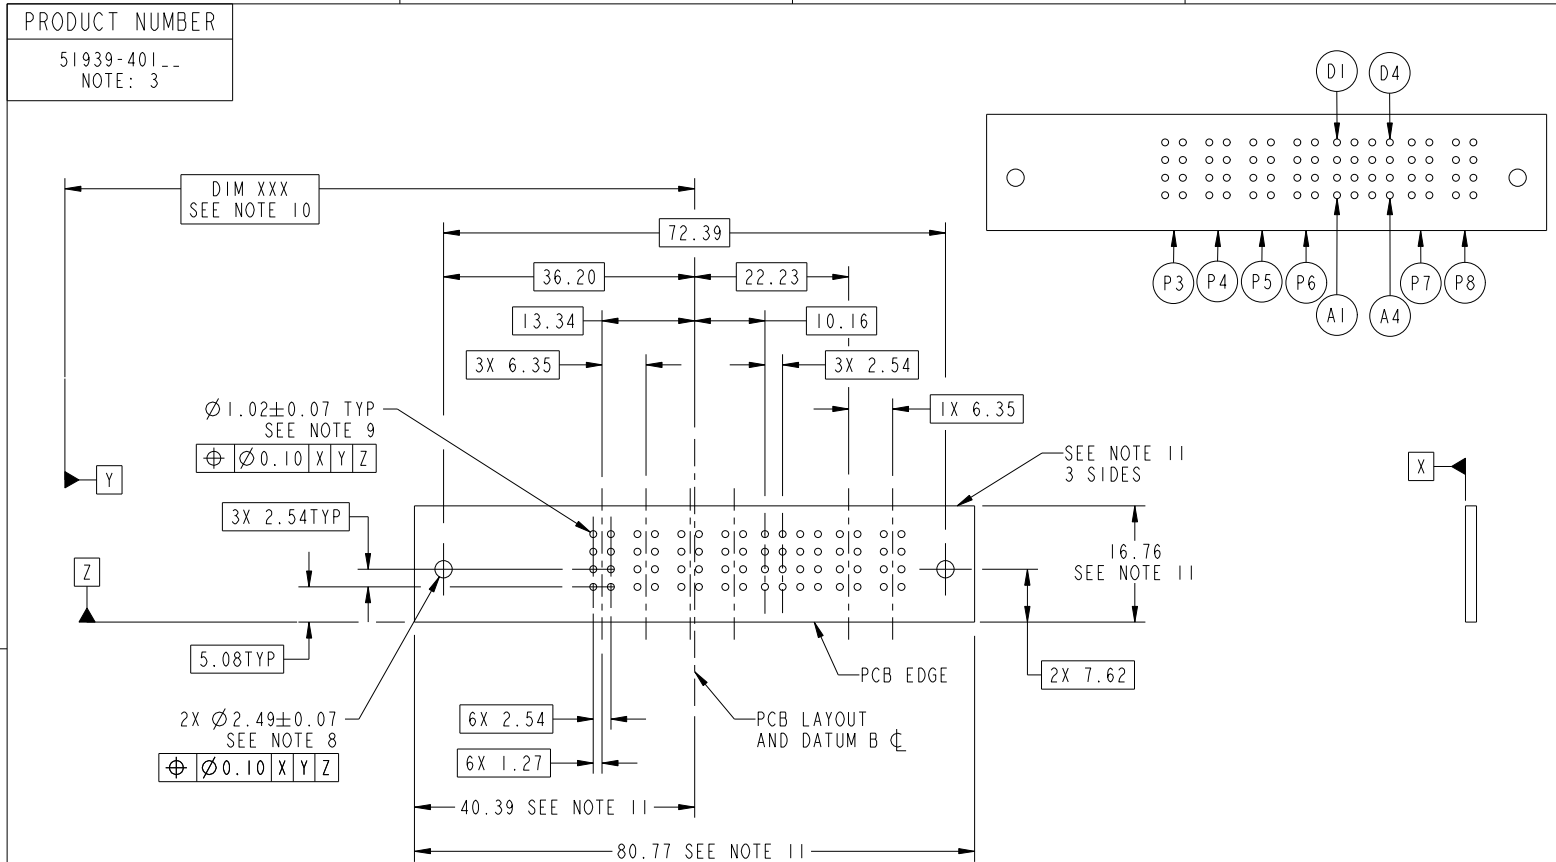 PRODUCT NUMBER
51939-401__
NOTE: 3
D1
D4
P3
P4
P5
P6
P7
P8
A1
A4
DIM XXX
SEE NOTE 10
72.39
36.20
22.23
13.34
10.16
3X 6.35
3X 2.54
1X 6.35
Ø1.02±0.07 TYP
SEE NOTE 9
⌖ Ø0.10 X Y Z
Y
SEE NOTE 11
3 SIDES
X
3X 2.54TYP
16.76
SEE NOTE 11
Z
5.08TYP
PCB EDGE
2X 7.62
2X Ø2.49±0.07
SEE NOTE 8
⌖ Ø0.10 X Y Z
6X 2.54
PCB LAYOUT
AND DATUM B ℄
6X 1.27
40.39 SEE NOTE 11
80.77 SEE NOTE 11